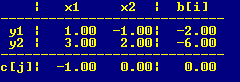 ¦ x1 x2 ¦ b[i]
y1 ¦ 1.00 -1.00¦ -2.00
y2 ¦ 3.00 2.00¦ -6.00
c[j]¦ -1.00 0.00¦ 0.00